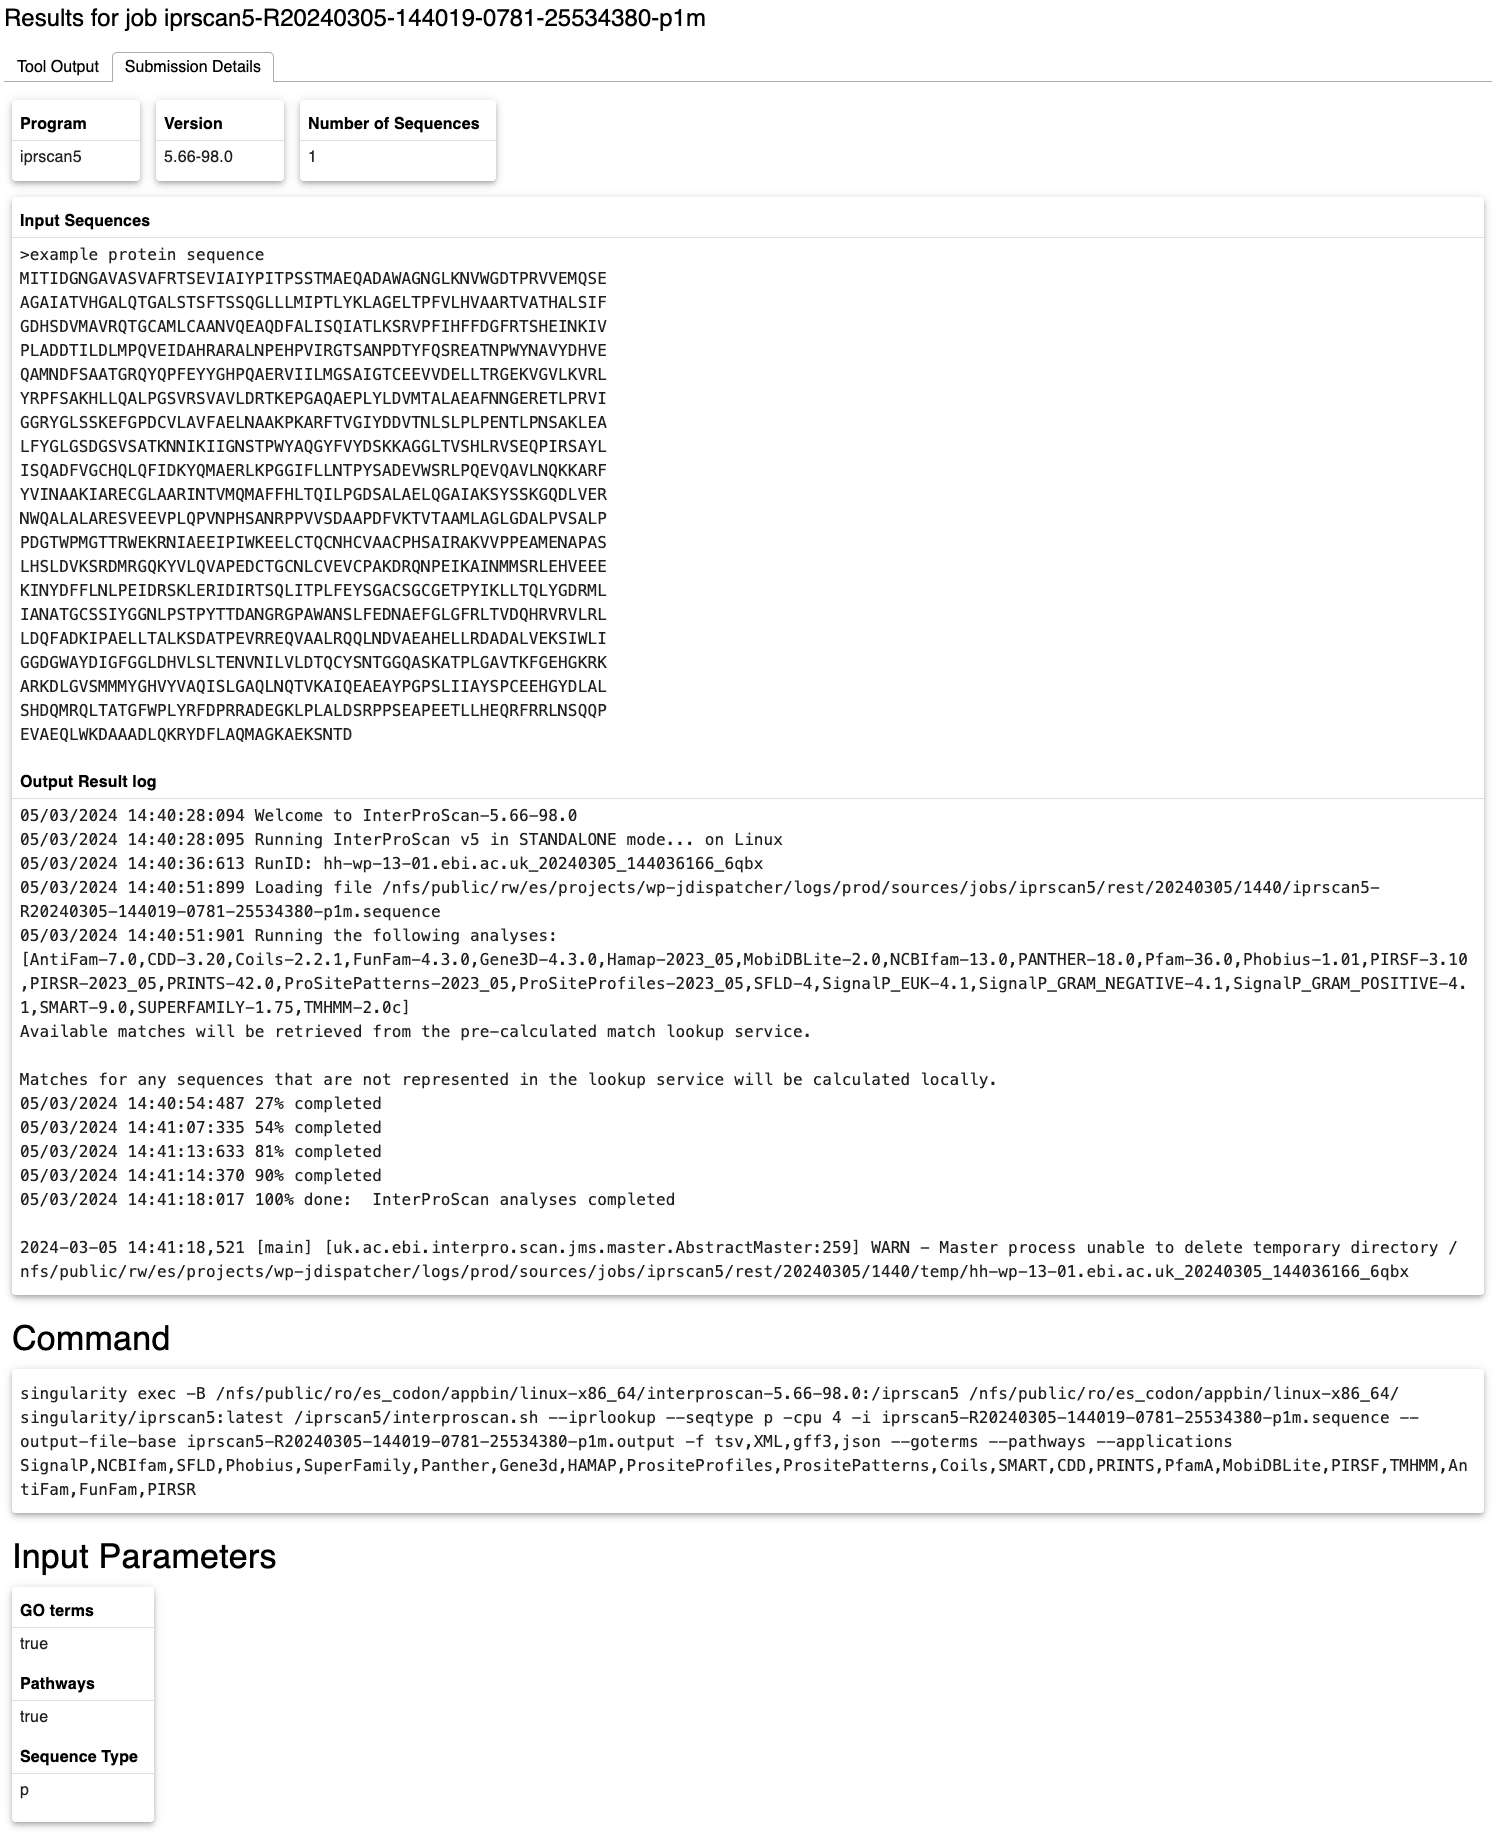 Results for job iprscan5-R20240305-144019-0781-25534380-p1m
Tool Output
Submission Details
Program
iprscan5
Version
5.66-98.0
Number of Sequences
1
Input Sequences
>example protein sequence
MITIDGNGAVASVAFRTSEVIAIYPITPSSTMAEQADAWAGNGLKNVWGDTPRVVEMQSE
AGAIATVHGALQTGALSTSFTSSQGLLLMIPTLYKLAGELTPFVLHVAARTVATHALSIF
GDHSDVMAVRQTGCAMLCAANVQEAQDFALISQIATLKSRVPFIHFFDGFRTSHEINKIV
PLADDTILDLMPQVEIDAHRARALNPEHPVIRGTSANPDTYFQSREATNPWYNAVYDHVE
QAMNDFSAATGRQYQPFEYYGHPQAERVIILMGSAIGTCEEVVDELLTRGEKVGVLKVRL
YRPFSAKHLLQALPGSVRSVAVLDRTKEPGAQAEPLYLDVMTALAEAFNNGERETLPRVI
GGRYGLSSKEFGPDCVLAVFAELNAAKPKARFTVGIYDDVTNLSLPLPENTLPNSAKLEA
LFYGLGSDGSVSATKNNIKIIGNSTPWYAQGYFVYDSKKAGGLTVSHLRVSEQPIRSAYL
ISQADFVGCHQLQFIDKYQMAERLKPGGIFLLNTPYSADEVWSRLPQEVQAVLNQKKARF
YVINAAKIARECGLAARINTVMQMAFFHLTQILPGDSALAELQGAIAKSYSSKGQDLVER
NWQALALARESVEEVPLQPVNPHSANRPPVVSDAAPDFVKTVTAAMLAGLGDALPVSALP
PDGTWPMGTTRWEKRNIAEEIPIWKEELCTQCNHCVAACPHSAIRAKVVPPEAMENAPAS
LHSLDVKSRDMRGQKYVLQVAPEDCTGCNLCVEVCPAKDRQNPEIKAINMMSRLEHVEEE
KINYDFFLNLPEIDRSKLERIDIRTSQLITPLFEYSGACSGCGETPYIKLLTQLYGDRML
IANATGCSSIYGGNLPSTPYTTDANGRGPAWANSLFEDNAEFGLGFRLTVDQHRVRVLRL
LDQFADKIPAELLTALKSDATPEVRREQVAALRQQLNDVAEAHELLRDADALVEKSIWLI
GGDGWAYDIGFGGLDHVLSLTENVNILVLDTQCYSNTGGQASKATPLGAVTKFGEHGKRK
ARKDLGVSMMMYGHVYVAQISLGAQLNQTVKAIQEAEAYPGPSLIIAYSPCEEHGYDLAL
SHDQMRQLTATGFWPLYRFDPRRADEGKLPLALDSRPPSEAPEETLLHEQRFRRLNSQQP
EVAEQLWKDAAADLQKRYDFLAQMAGKAEKSNTD
Output Result log
05/03/2024 14:40:28:094 Welcome to InterProScan-5.66-98.0
05/03/2024 14:40:28:095 Running InterProScan v5 in STANDALONE mode... on Linux
05/03/2024 14:40:36:613 RunID: hh-wp-13-01.ebi.ac.uk_20240305_144036166_6qbx
05/03/2024 14:40:51:899 Loading file /nfs/public/rw/es/projects/wp-jdispatcher/logs/prod/sources/jobs/iprscan5/rest/20240305/1440/iprscan5-
R20240305-144019-0781-25534380-p1m.sequence
05/03/2024 14:40:51:901 Running the following analyses:
[AntiFam-7.0,CDD-3.20,Coils-2.2.1,FunFam-4.3.0,Gene3D-4.3.0,Hamap-2023_05,MobiDBLite-2.0,NCBIfam-13.0,PANTHER-18.0,Pfam-36.0,Phobius-1.01,PIRSF-3.10
,PIRSR-2023_05,PRINTS-42.0,ProSitePatterns-2023_05,ProSiteProfiles-2023_05,SFLD-4,SignalP_EUK-4.1,SignalP_GRAM_NEGATIVE-4.1,SignalP_GRAM_POSITIVE-4.
1,SMART-9.0,SUPERFAMILY-1.75,TMHMM-2.0c]
Available matches will be retrieved from the pre-calculated match lookup service.
Matches for any sequences that are not represented in the lookup service will be calculated locally.
05/03/2024 14:40:54:487 27% completed
05/03/2024 14:41:07:335 54% completed
05/03/2024 14:41:13:633 81% completed
05/03/2024 14:41:14:370 90% completed
05/03/2024 14:41:18:017 100% done:  InterProScan analyses completed
2024-03-05 14:41:18,521 [main] [uk.ac.ebi.interpro.scan.jms.master.AbstractMaster:259] WARN - Master process unable to delete temporary directory /
nfs/public/rw/es/projects/wp-jdispatcher/logs/prod/sources/jobs/iprscan5/rest/20240305/1440/temp/hh-wp-13-01.ebi.ac.uk_20240305_144036166_6qbx
Command
singularity exec -B /nfs/public/ro/es_codon/appbin/linux-x86_64/interproscan-5.66-98.0:/iprscan5 /nfs/public/ro/es_codon/appbin/linux-x86_64/
singularity/iprscan5:latest /iprscan5/interproscan.sh --iprlookup --seqtype p -cpu 4 -i iprscan5-R20240305-144019-0781-25534380-p1m.sequence --
output-file-base iprscan5-R20240305-144019-0781-25534380-p1m.output -f tsv,XML,gff3,json --goterms --pathways --applications
SignalP,NCBIfam,SFLD,Phobius,SuperFamily,Panther,Gene3d,HAMAP,PrositeProfiles,PrositePatterns,Coils,SMART,CDD,PRINTS,PfamA,MobiDBLite,PIRSF,TMHMM,An
tiFam,FunFam,PIRSR
Input Parameters
GO terms
true
Pathways
true
Sequence Type
p